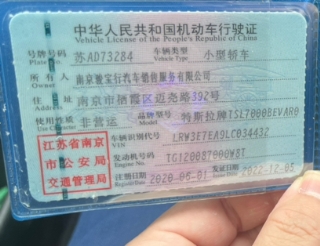 中华人民共和国机动车行驶证
Vehicle License of the People's Republic of China
号牌号码 苏AD73284 车辆类型 小型轿车
Plate No. Vehicle Type
所有人 南京 宝行汽车销售服务有限公司
Owner
住址 南京市栖霞区迈尧路392号
Address
使用性质 非营运 品牌型号 特斯拉牌TSL7000BEVAR0
Use Character Model
江苏省南京市公安局交通管理局
车辆识别代号 LRW3E7EA9LC034432
VIN
发动机号码 TG120087000W8T
Engine No.
注册日期 2020-06-01 发证日期 2022-12-05
Register Date Issue Date